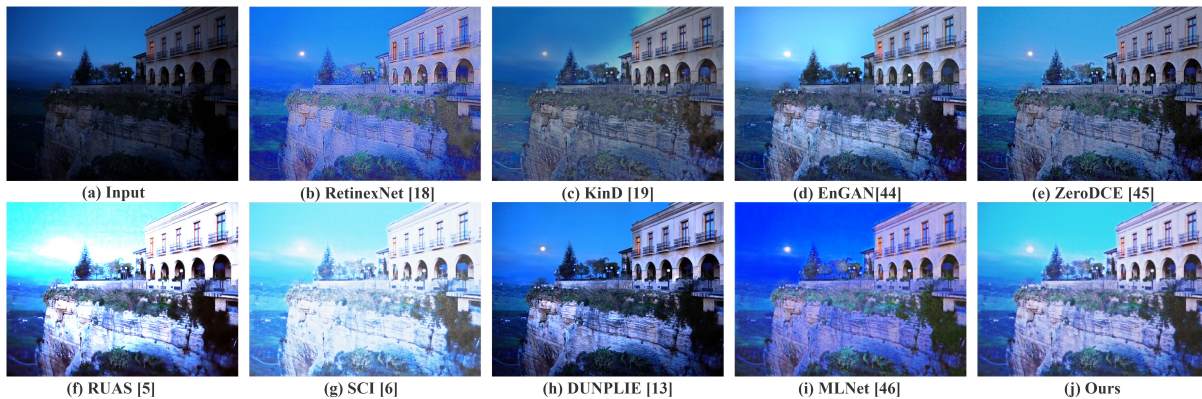 (a) Input
(b) RetinexNet [18]
(c) KinD [19]
(d) EnGAN[44]
(e) ZeroDCE [45]
(f) RUAS [5]
(g) SCI [6]
(h) DUNPLIE [13]
(i) MLNet [46]
(j) Ours